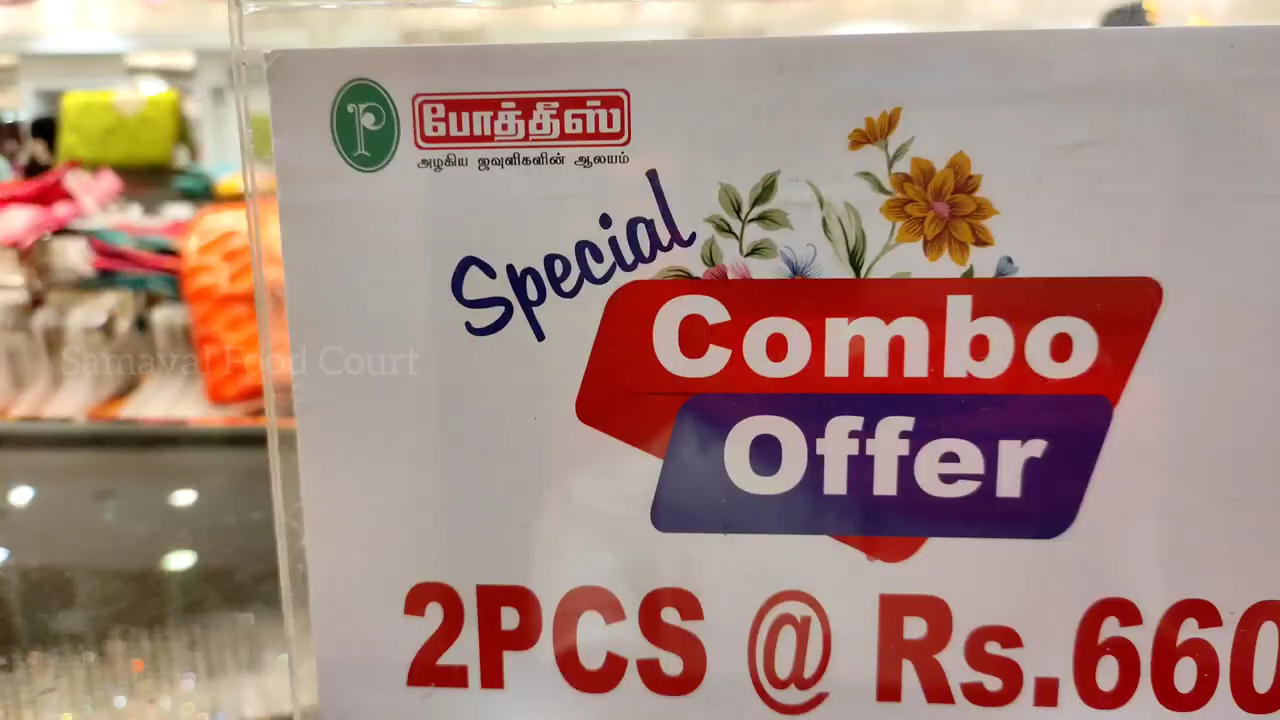 P
போத்தீஸ்
அழகிய ஜவுளிகளின் ஆலயம்
Special
Combo
Offer
Samayal Food Court
2PCS @ Rs.660